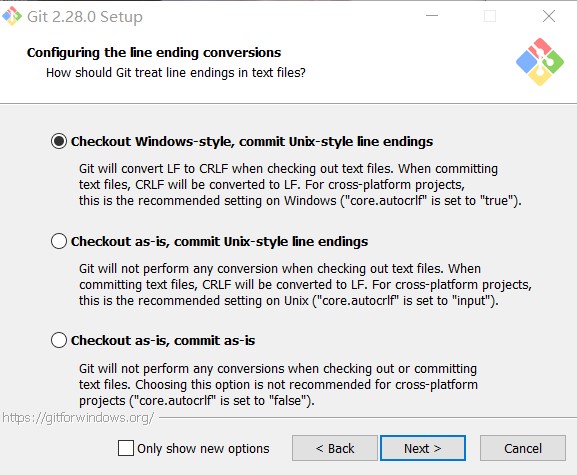 Git 2.28.0 Setup
Configuring the line ending conversions
How should Git treat line endings in text files?
Checkout Windows-style, commit Unix-style line endings
Git will convert LF to CRLF when checking out text files. When committing
text files, CRLF will be converted to LF. For cross-platform projects,
this is the recommended setting on Windows ("core.autocrlf" is set to "true").
Checkout as-is, commit Unix-style line endings
Git will not perform any conversion when checking out text files. When
committing text files, CRLF will be converted to LF. For cross-platform projects,
this is the recommended setting on Unix ("core.autocrlf" is set to "input").
Checkout as-is, commit as-is
Git will not perform any conversions when checking out or committing
text files. Choosing this option is not recommended for cross-platform
projects ("core.autocrlf" is set to "false").
https://gitforwindows.org/
Only show new options
< Back
Next >
Cancel